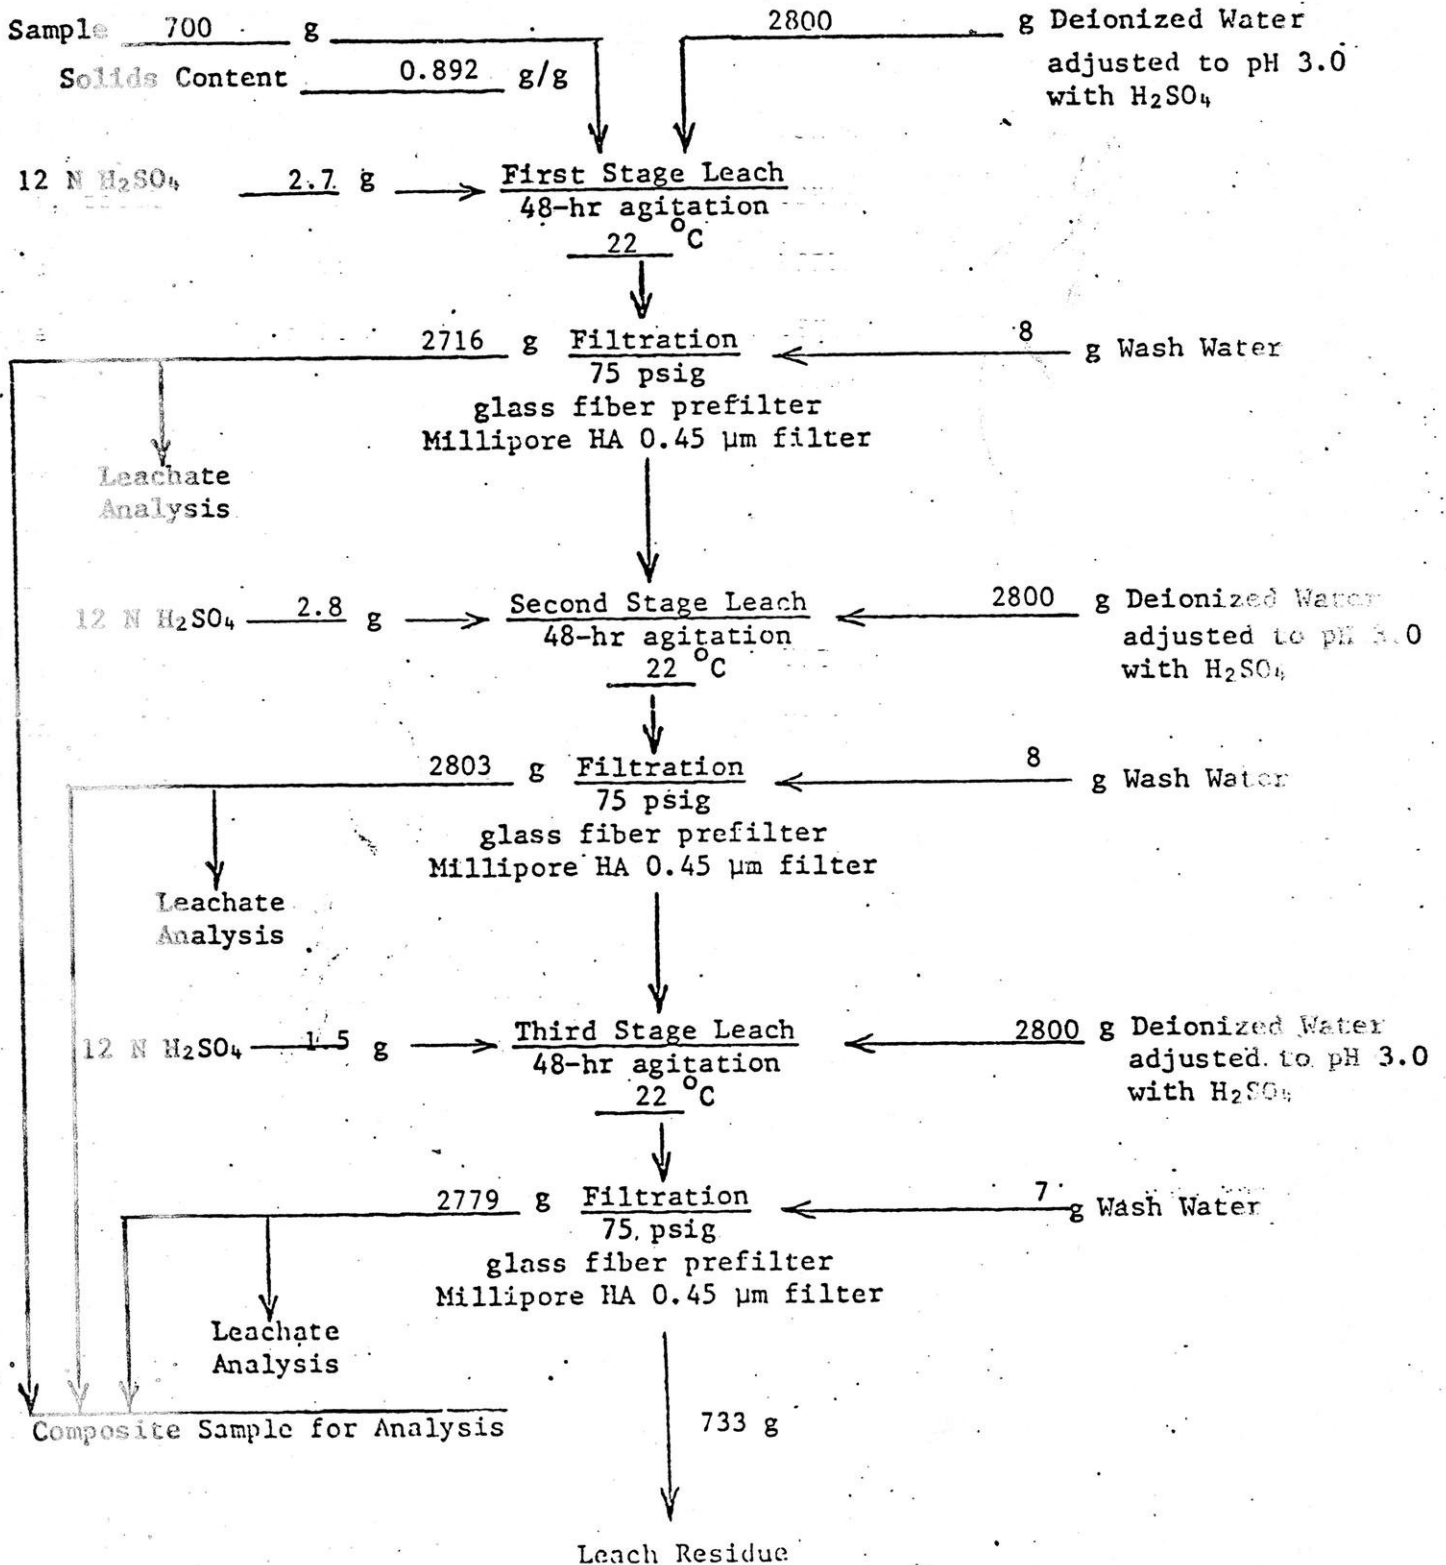 Sample 700 g
2800 g Deionized Water
adjusted to pH 3.0
with H₂SO₄
Solids Content 0.892 g/g
12 N H₂SO₄ 2.7 g
First Stage Leach
48-hr agitation
22 °C
2716 g
Filtration
75 psig
glass fiber prefilter
Millipore HA 0.45 µm filter
8 g Wash Water
Leachate
Analysis
12 N H₂SO₄ 2.8 g
Second Stage Leach
48-hr agitation
22 °C
2800 g Deionized Water
adjusted to pH 3.0
with H₂SO₄
2803 g
Filtration
75 psig
glass fiber prefilter
Millipore HA 0.45 µm filter
8 g Wash Water
Leachate
Analysis
12 N H₂SO₄ 1.5 g
Third Stage Leach
48-hr agitation
22 °C
2800 g Deionized Water
adjusted to pH 3.0
with H₂SO₄
2779 g
Filtration
75 psig
glass fiber prefilter
Millipore HA 0.45 µm filter
7 g Wash Water
Leachate
Analysis
Composite Sample for Analysis
733 g
Leach Residue